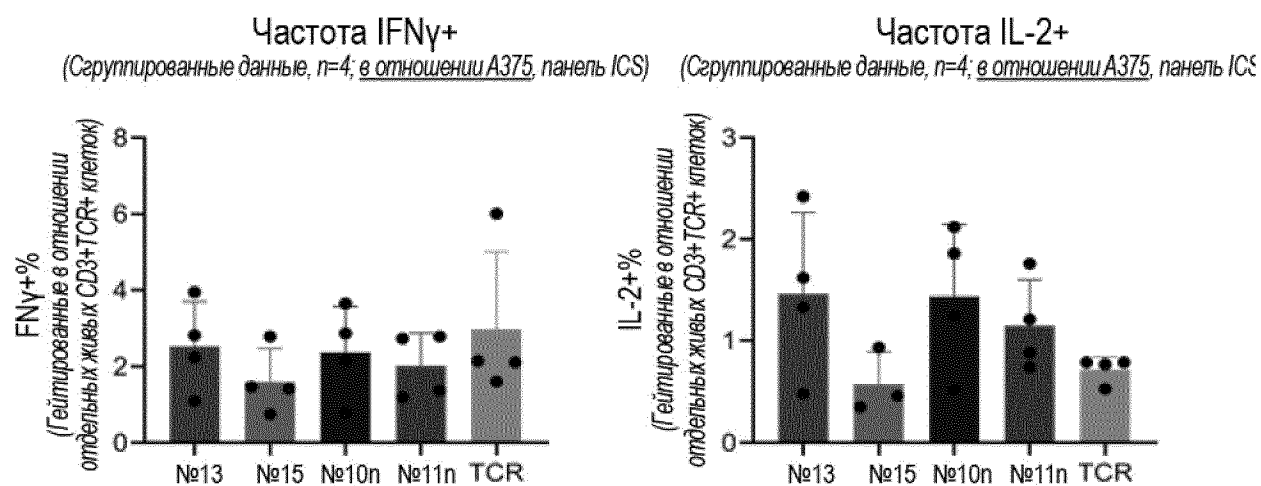 Частота IFNγ+
(Сгруппированные данные, n=4; в отношении A375, панель ICS)
FNγ+%
(Гейтированные в отношении
отдельных живых CD3+TCR+ клеток)
8
6
4
2
0
№13 №15 №10n №11n TCR
Частота IL-2+
(Сгруппированные данные, n=4; в отношении A375, панель ICS
IL-2+%
(Гейтированные в отношении
отдельных живых CD3+TCR+ клеток)
3
2
1
0
№13 №15 №10n №11n TCR